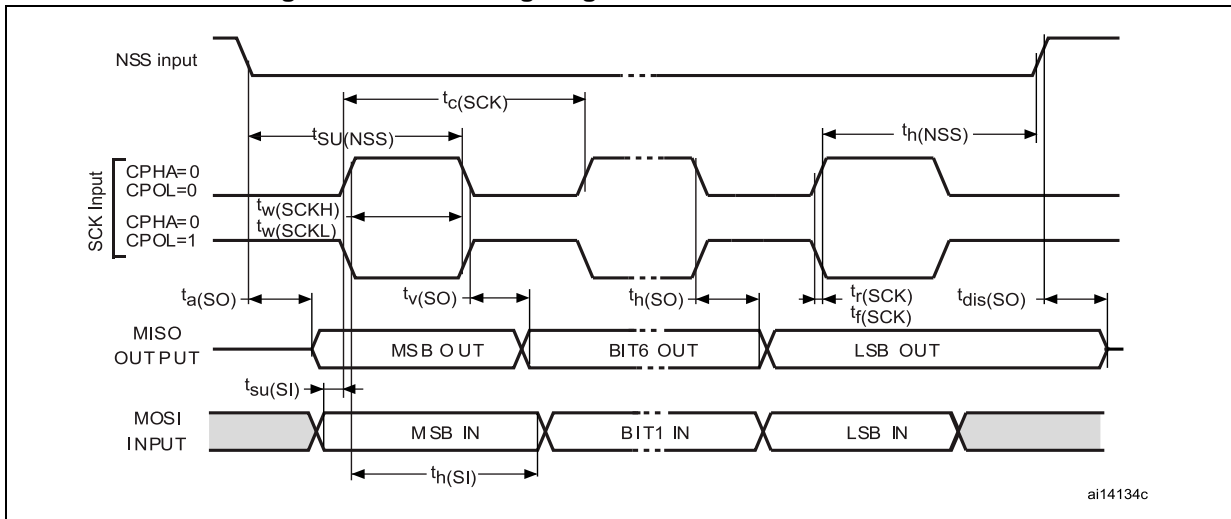 NSS input
tc(SCK)
tSU(NSS)
th(NSS)
SCK Input
CPHA=0
CPOL=0
tw(SCKH)
CPHA=0
tw(SCKL)
CPOL=1
ta(SO)
tv(SO)
th(SO)
tr(SCK)
tf(SCK)
tdis(SO)
MISO
OUTPUT
MSB OUT
BIT6 OUT
LSB OUT
tsu(SI)
MOSI
INPUT
MSB IN
BIT1 IN
LSB IN
th(SI)
ai14134c